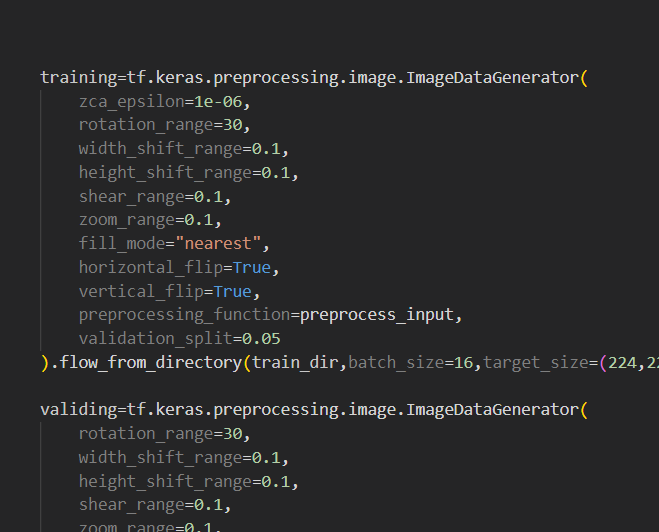 training=tf.keras.preprocessing.image.ImageDataGenerator(
    zca_epsilon=1e-06,
    rotation_range=30,
    width_shift_range=0.1,
    height_shift_range=0.1,
    shear_range=0.1,
    zoom_range=0.1,
    fill_mode="nearest",
    horizontal_flip=True,
    vertical_flip=True,
    preprocessing_function=preprocess_input,
    validation_split=0.05
).flow_from_directory(train_dir,batch_size=16,target_size=(224,22
validing=tf.keras.preprocessing.image.ImageDataGenerator(
    rotation_range=30,
    width_shift_range=0.1,
    height_shift_range=0.1,
    shear_range=0.1,
    zoom_range=0.1,